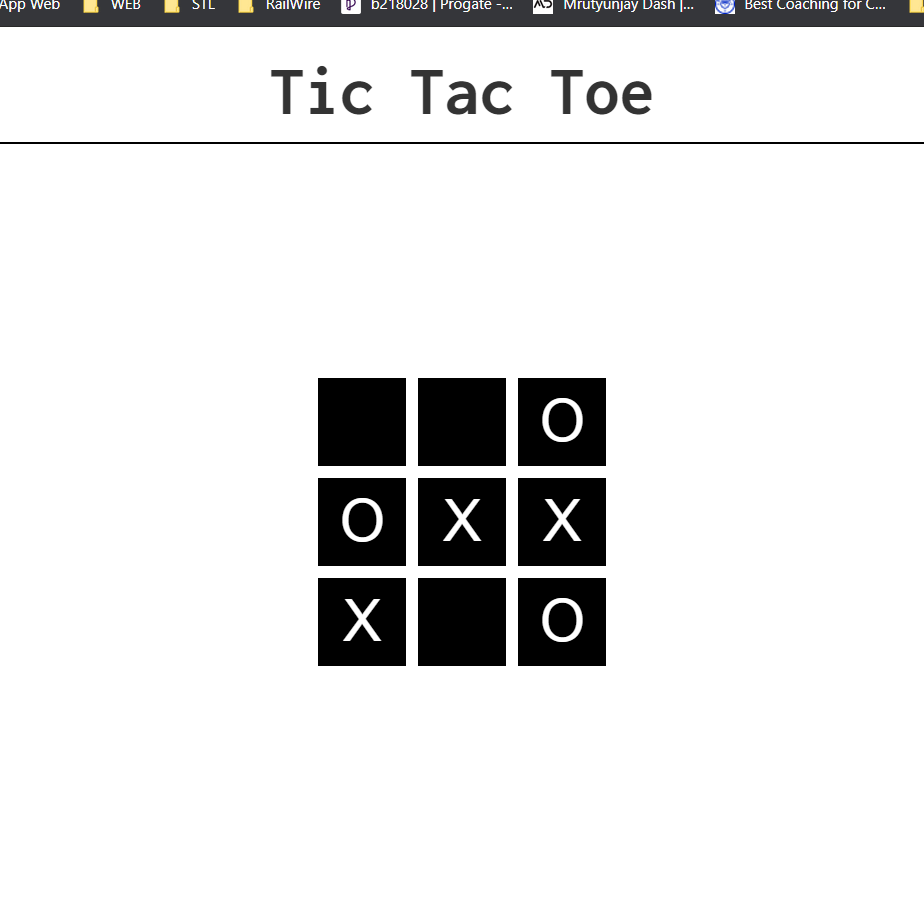 App Web WEB STL RailWire b218028 | Progate -... Mrutyunjay Dash |... Best Coaching for C...
Tic Tac Toe
O
O X X
X O